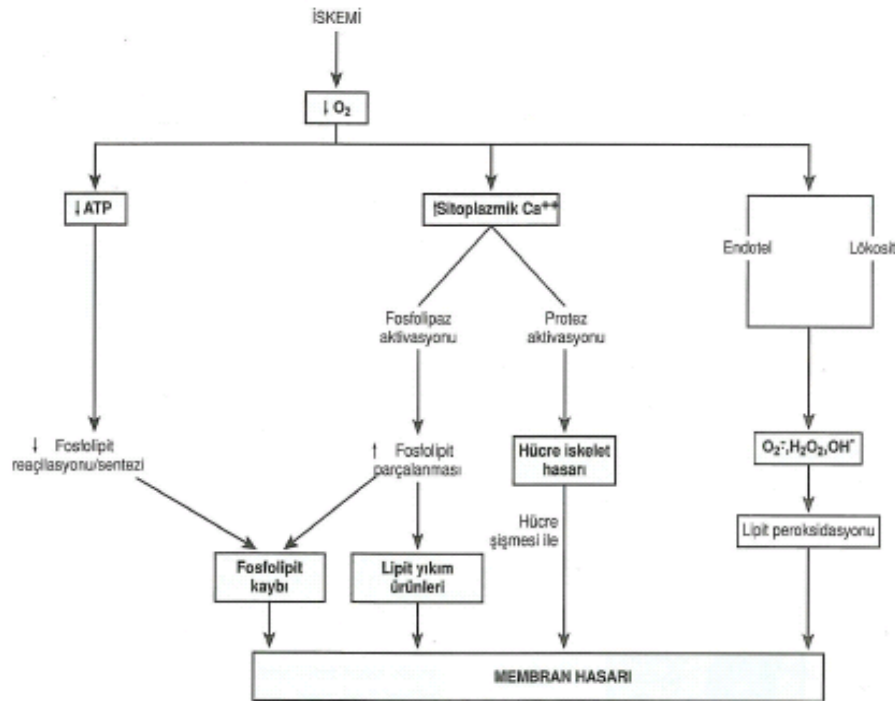 İSKEMİ
↓ O₂
↓ATP
↑Sitoplazmik Ca⁺⁺
Endotel
Lökosit
Fosfolipaz
aktivasyonu
Protez
aktivasyonu
↓ Fosfolipit
reaçilasyonu/sentezi
↑ Fosfolipit
parçalanması
Hücre iskelet
hasarı
O₂⁻,H₂O₂,OH⁻
Hücre
şişmesi ile
Lipit peroksidasyonu
Fosfolipit
kaybı
Lipit yıkım
ürünleri
MEMBRAN HASARI